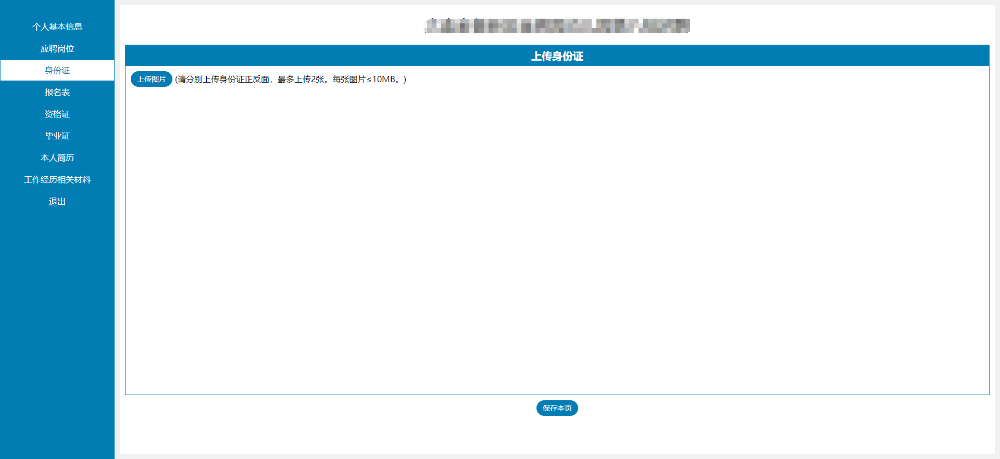 个人基本信息
应聘岗位
身份证
报名表
资格证
毕业证
本人简历
工作经历相关材料
退出
上传身份证
上传图片 (请分别上传身份证正反面，最多上传2张。每张图片≤10MB。)
保存本页